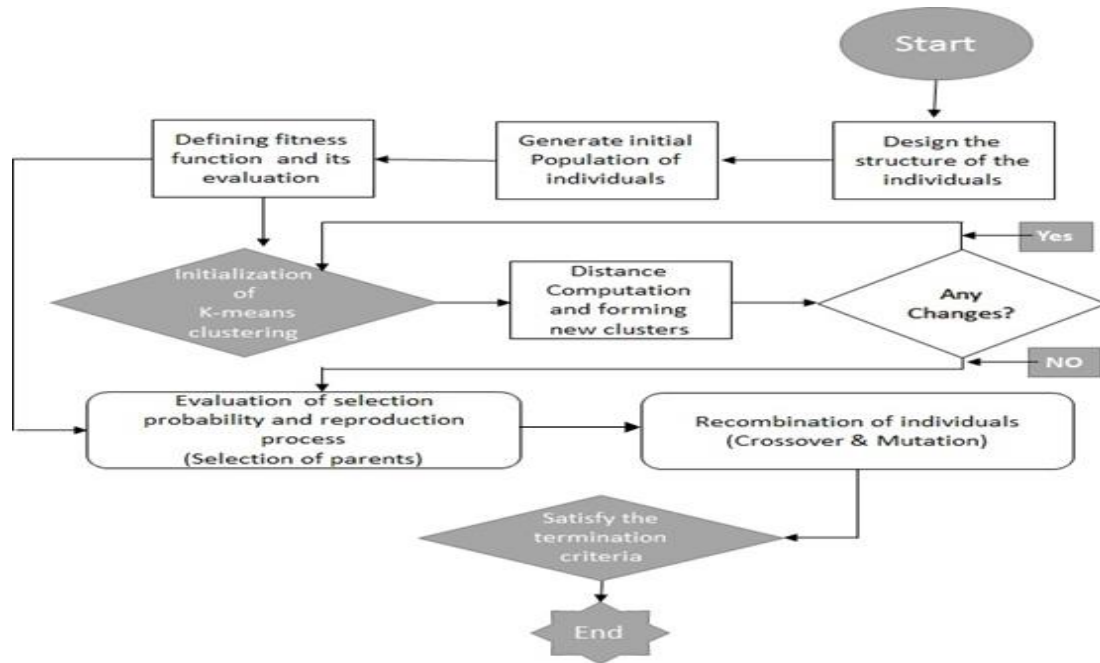 Start
Design the
structure of the
individuals
Generate initial
Population of
individuals
Defining fitness
function and its
evaluation
Initialization
of
K-means
clustering
Distance
Computation
and forming
new clusters
Any
Changes?
Yes
NO
Evaluation of selection
probability and reproduction
process
(Selection of parents)
Recombination of individuals
(Crossover & Mutation)
Satisfy the
termination
criteria
End